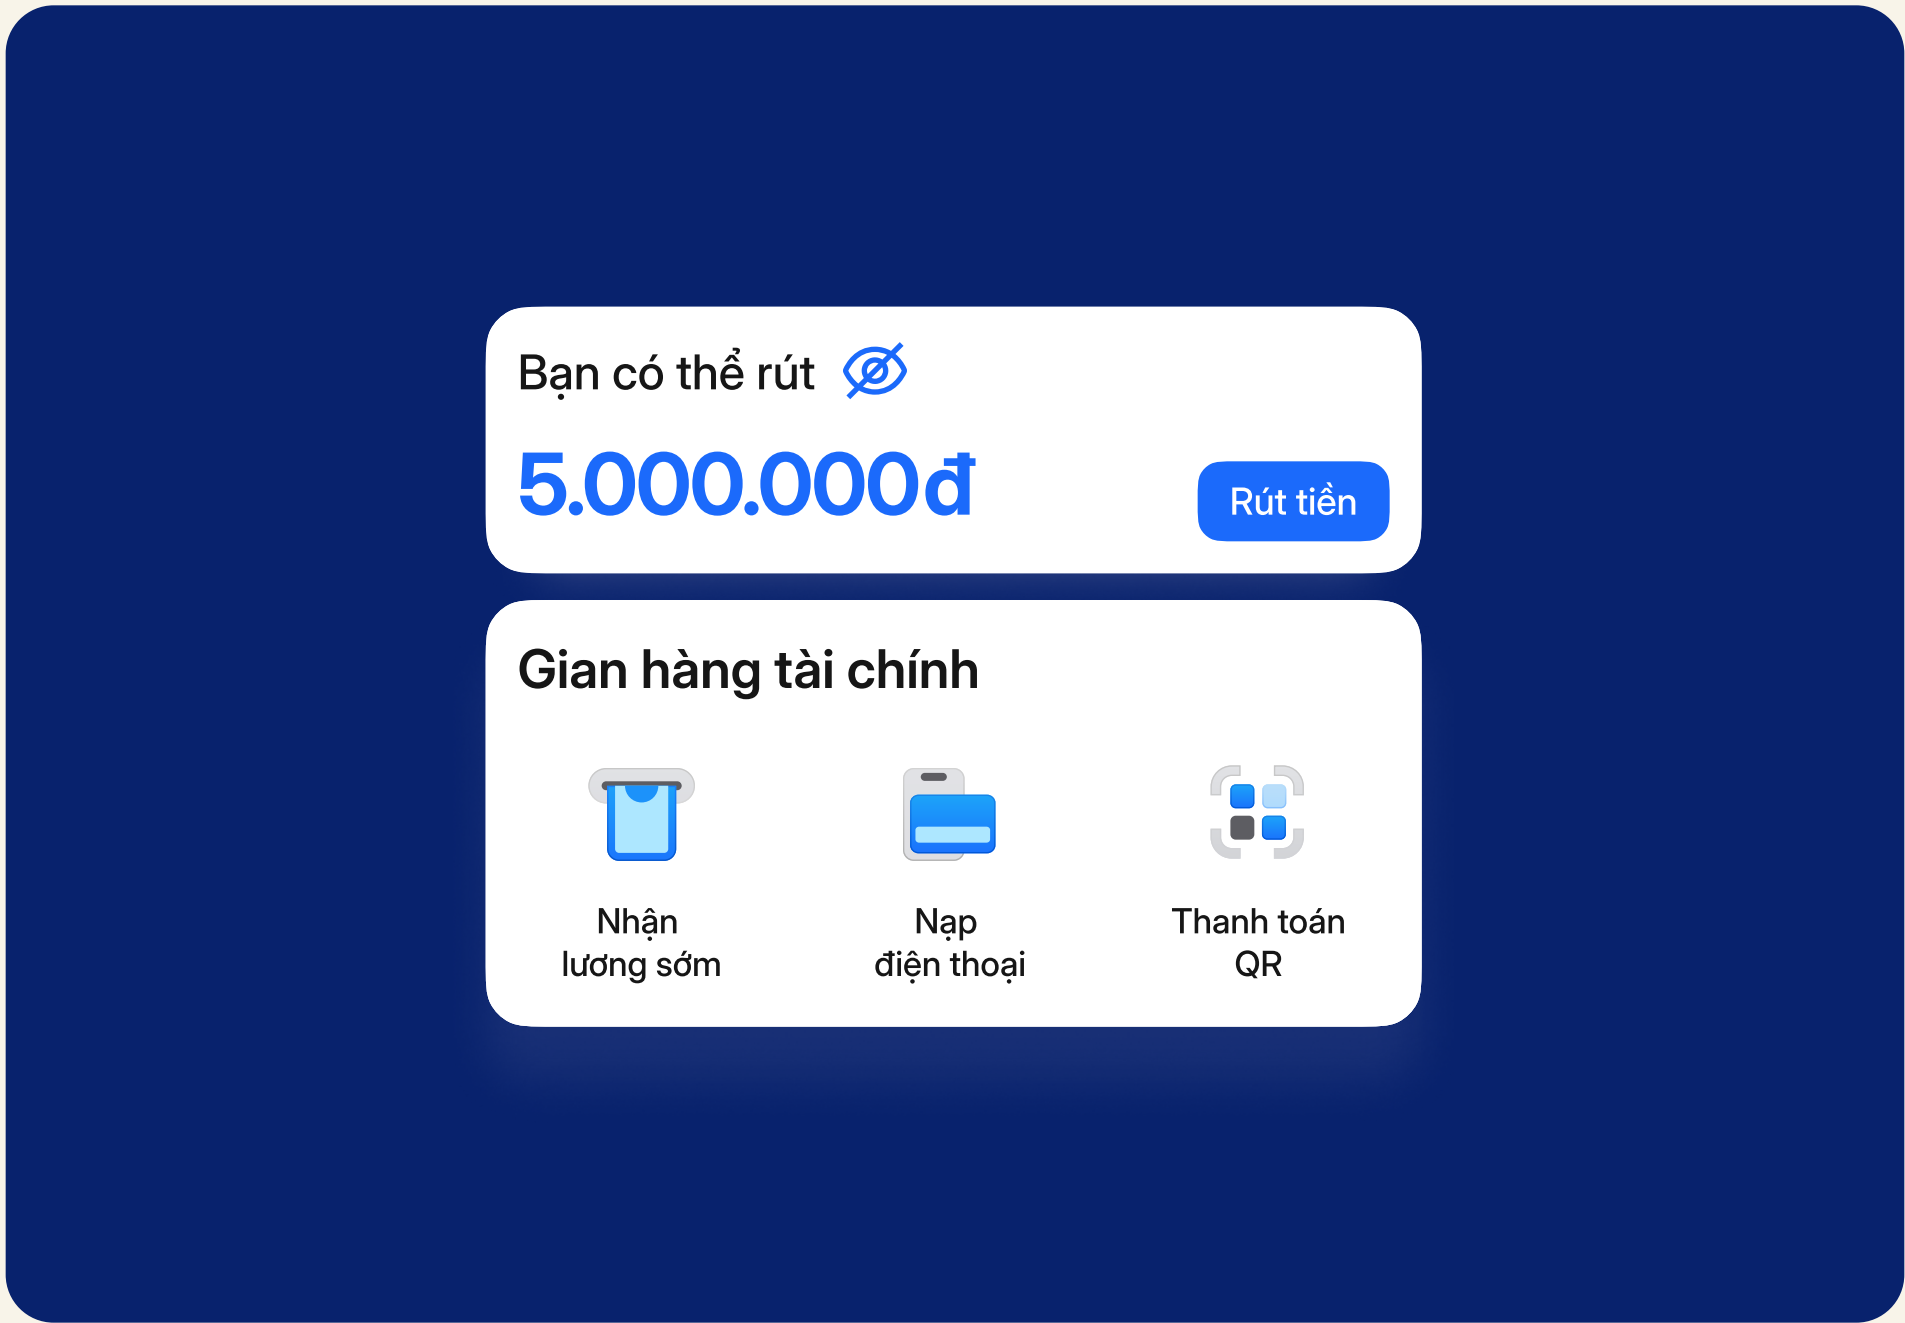 Bạn có thể rút
5.000.000đ
Rút tiền
Gian hàng tài chính
Nhận
lương sớm
Nạp
điện thoại
Thanh toán
QR